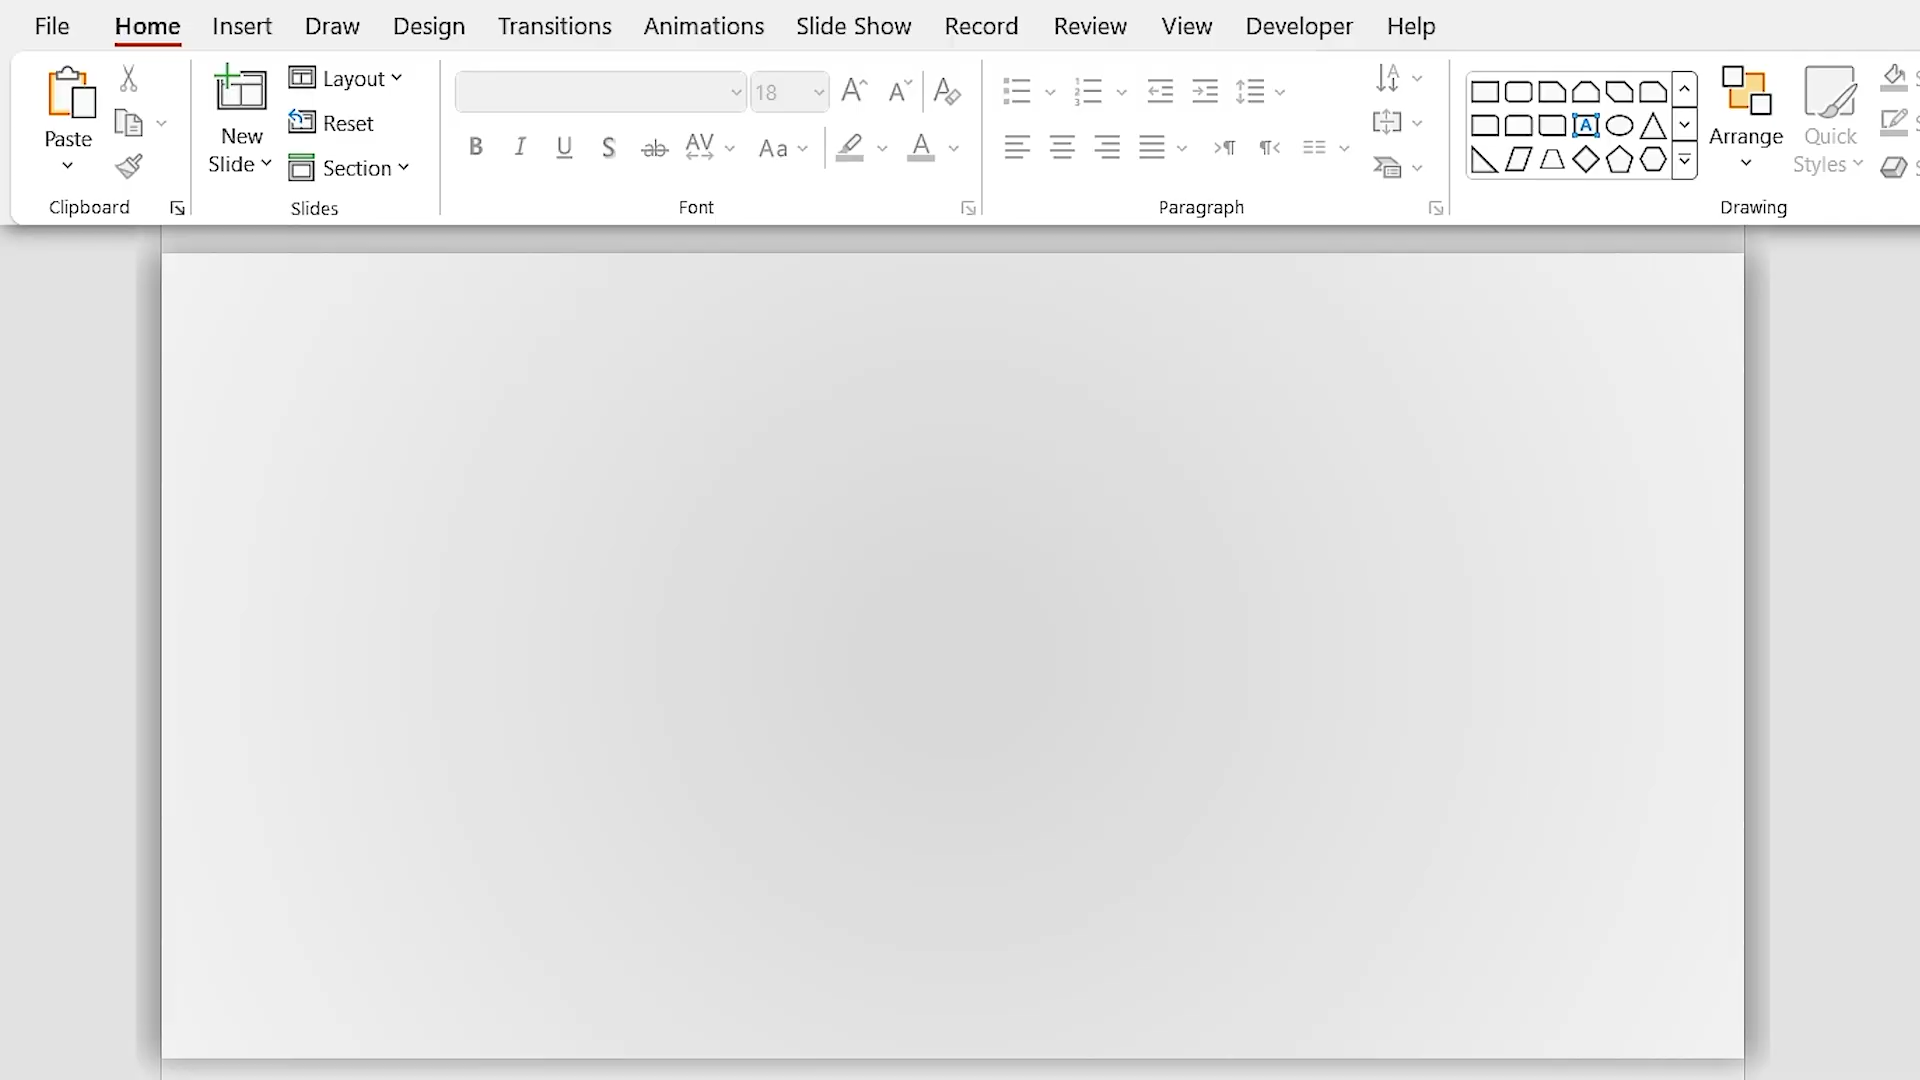 File Home Insert Draw Design Transitions Animations Slide Show Record Review View Developer Help
Paste
Clipboard
New
Slide
Layout
Reset
Section
Slides
18
Font
Paragraph
Arrange
Quick
Styles
Drawing